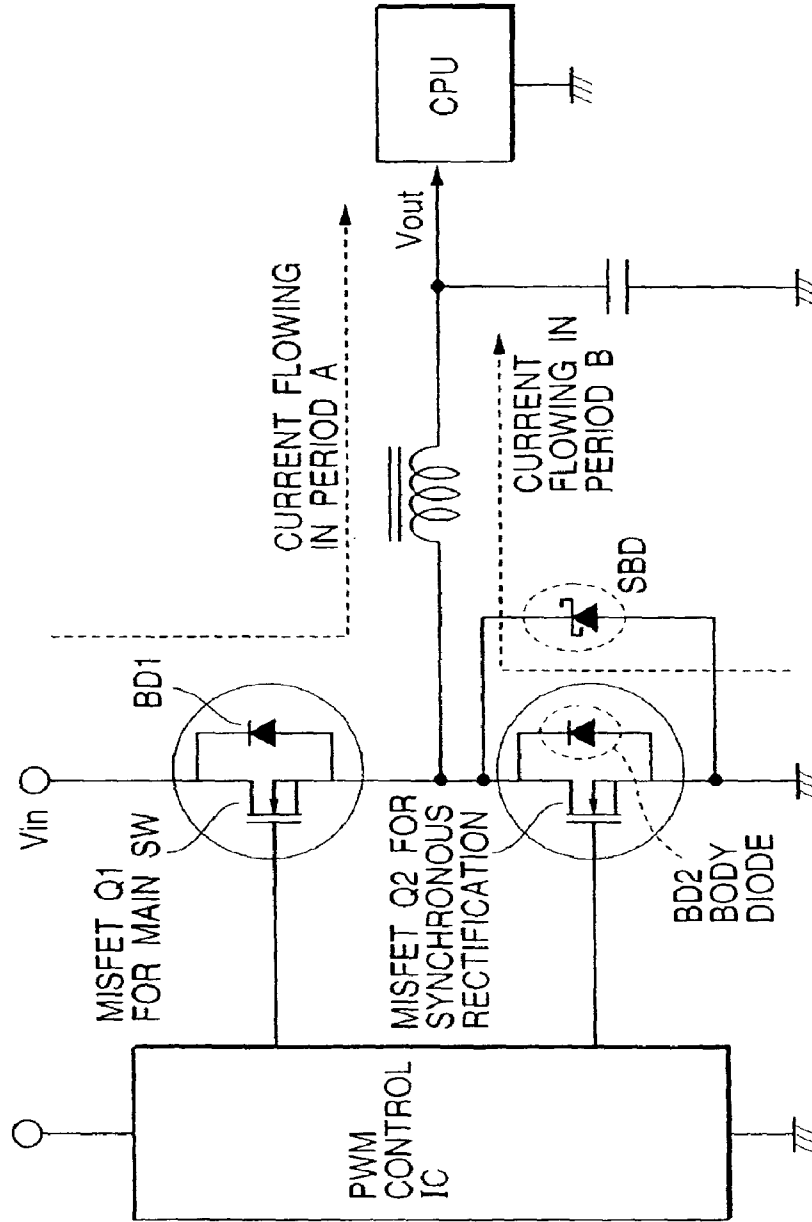 Vin
MISFET Q1
FOR MAIN SW
BD1
CURRENT FLOWING
IN PERIOD A
PWM
CONTROL
IC
MISFET Q2 FOR
SYNCHRONOUS
RECTIFICATION
BD2
BODY
DIODE
SBD
CURRENT
FLOWING IN
PERIOD B
Vout
CPU